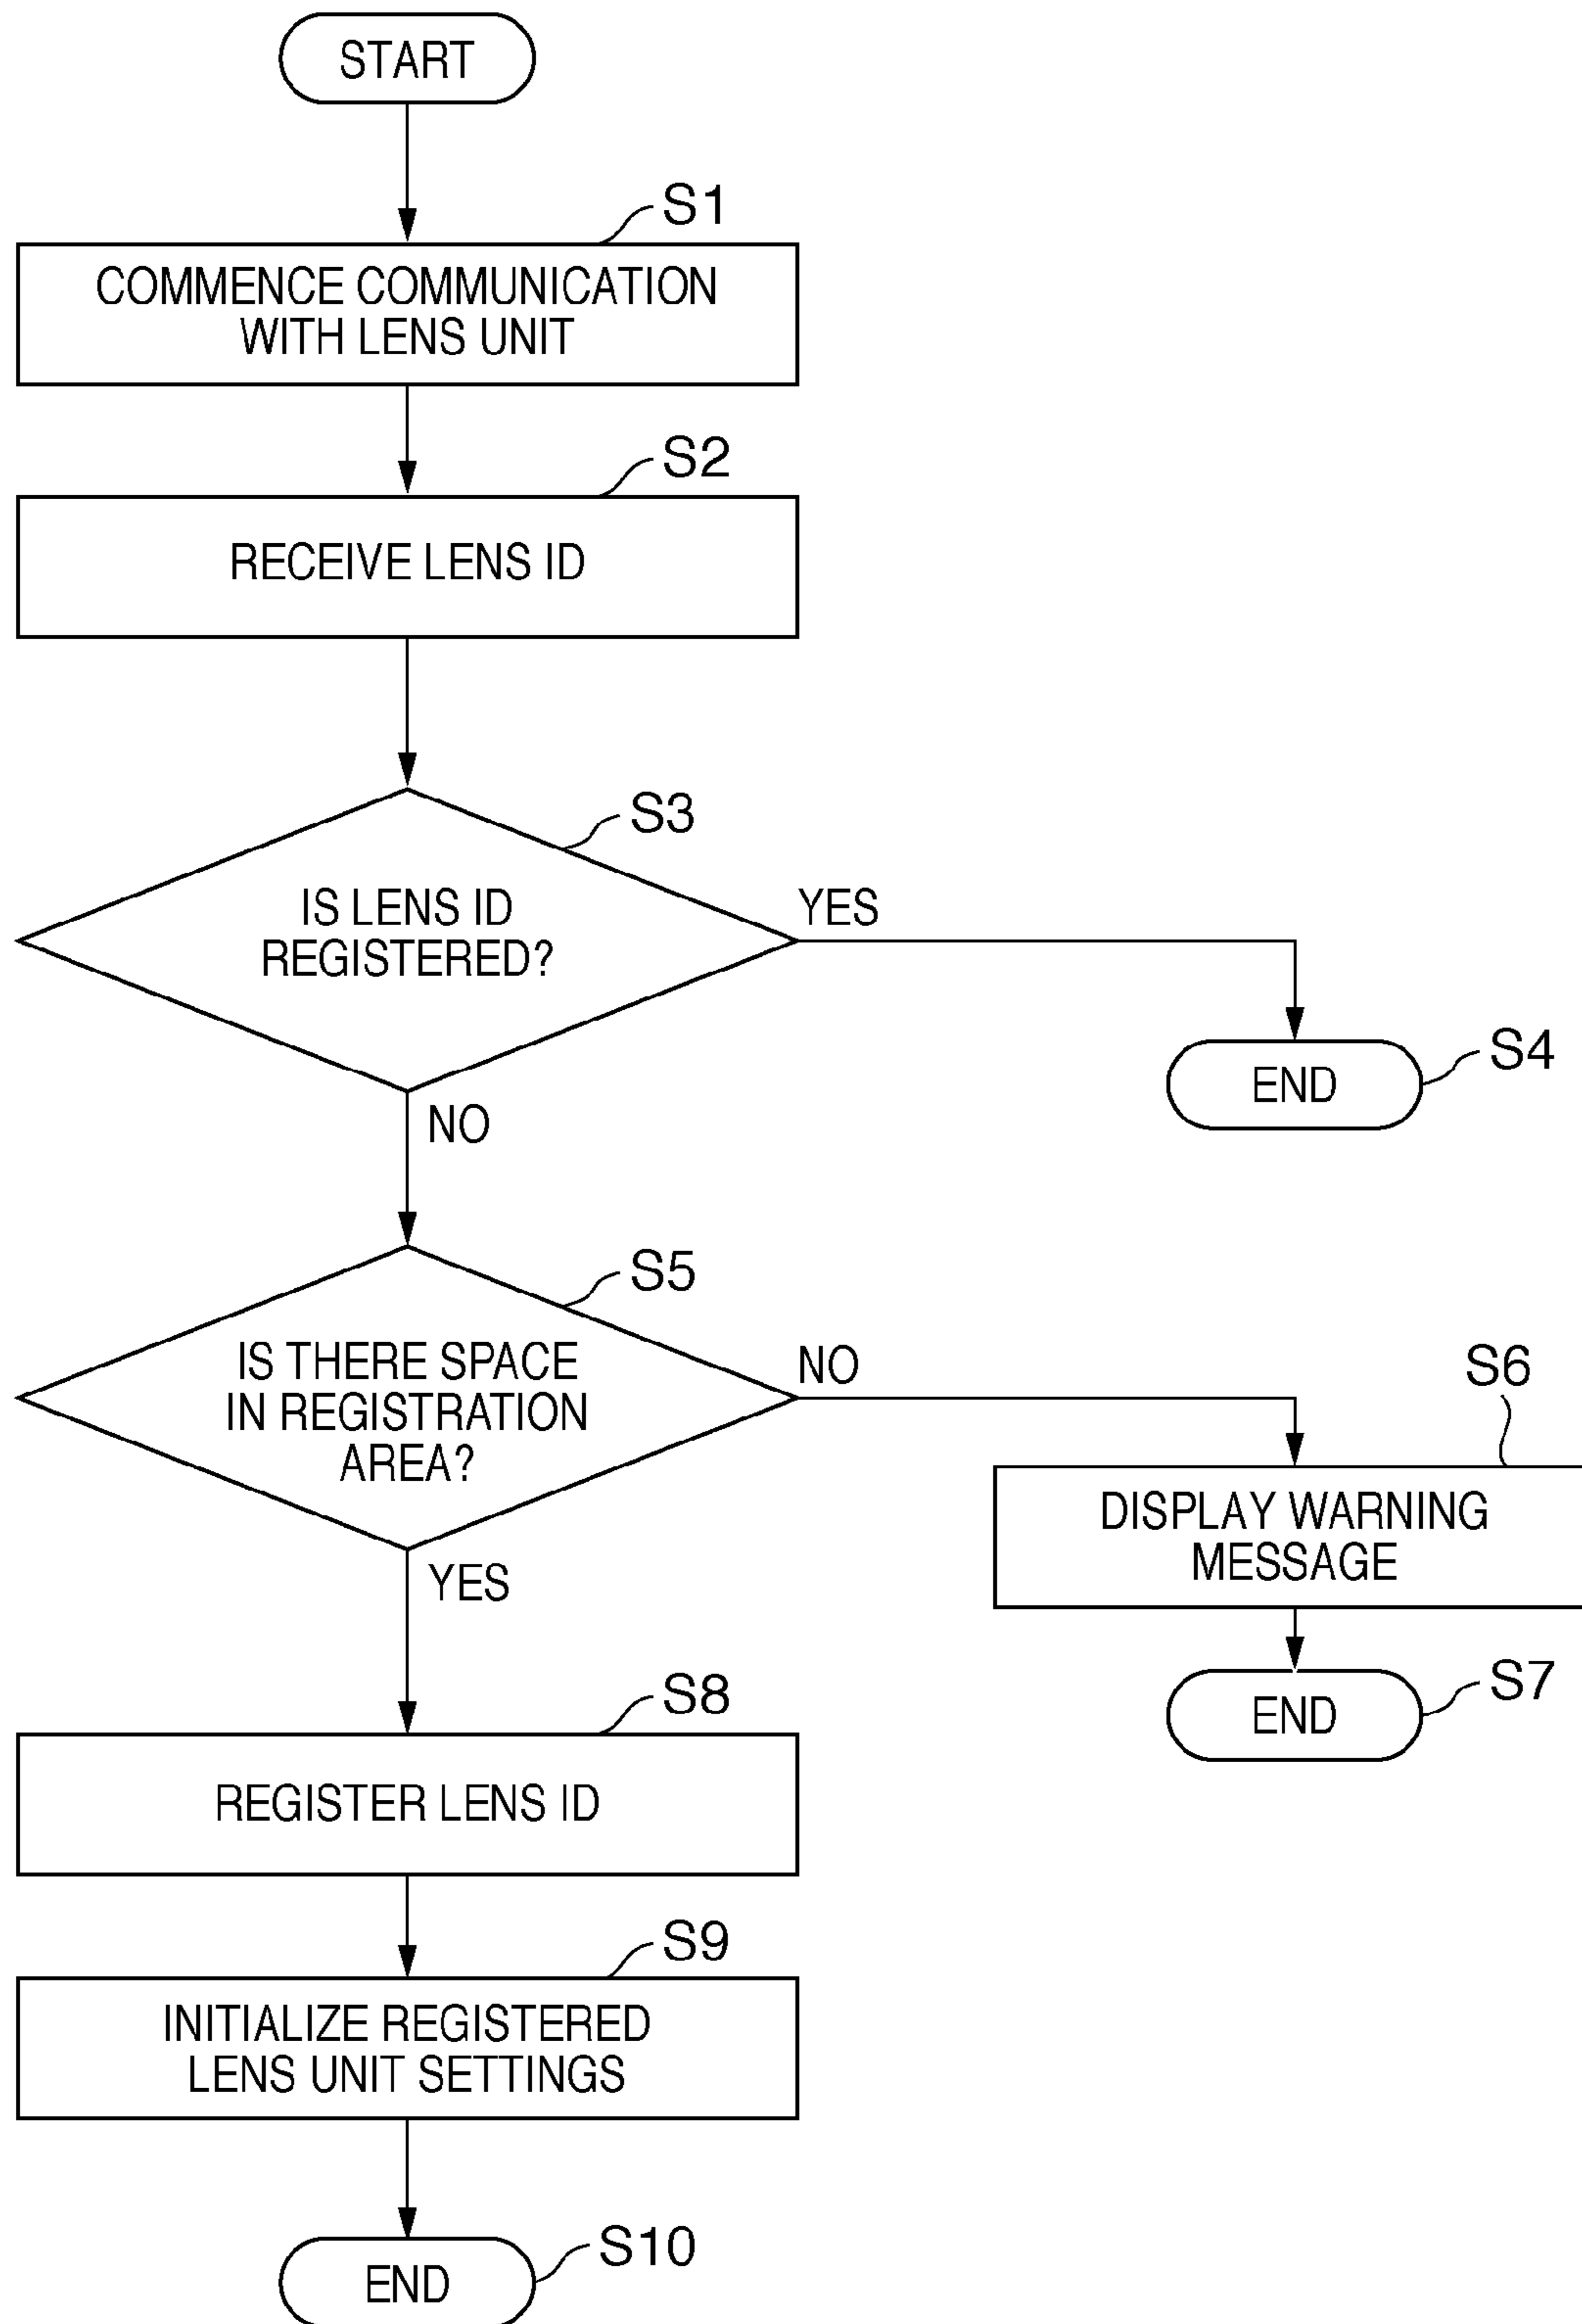 START
S1
COMMENCE COMMUNICATION
WITH LENS UNIT
S2
RECEIVE LENS ID
S3
IS LENS ID
REGISTERED?
YES
S4
END
NO
S5
IS THERE SPACE
IN REGISTRATION
AREA?
NO
S6
DISPLAY WARNING
MESSAGE
YES
S7
END
S8
REGISTER LENS ID
S9
INITIALIZE REGISTERED
LENS UNIT SETTINGS
S10
END